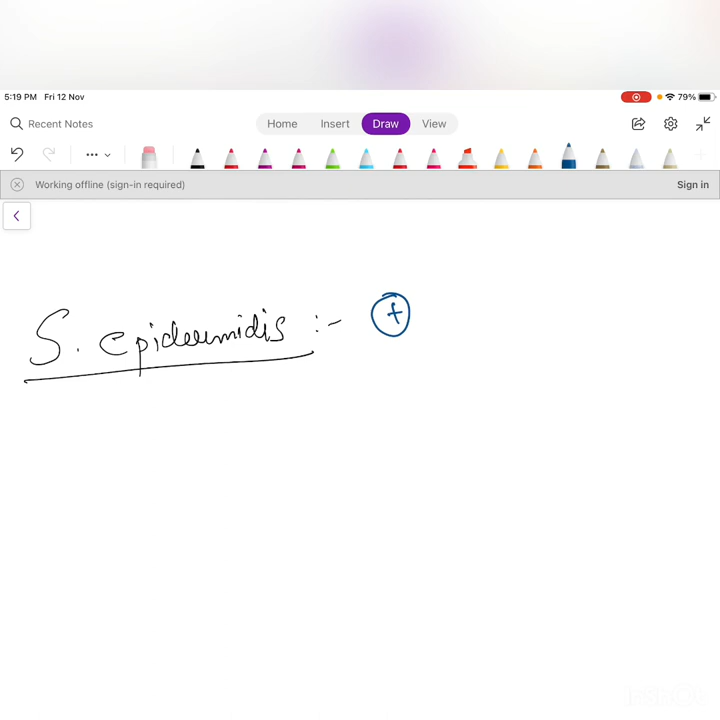 5:19 PM Fri 12 Nov
79%
Recent Notes
Home Insert Draw View
Working offline (sign-in required)
Sign in
S. epidermidis :- +